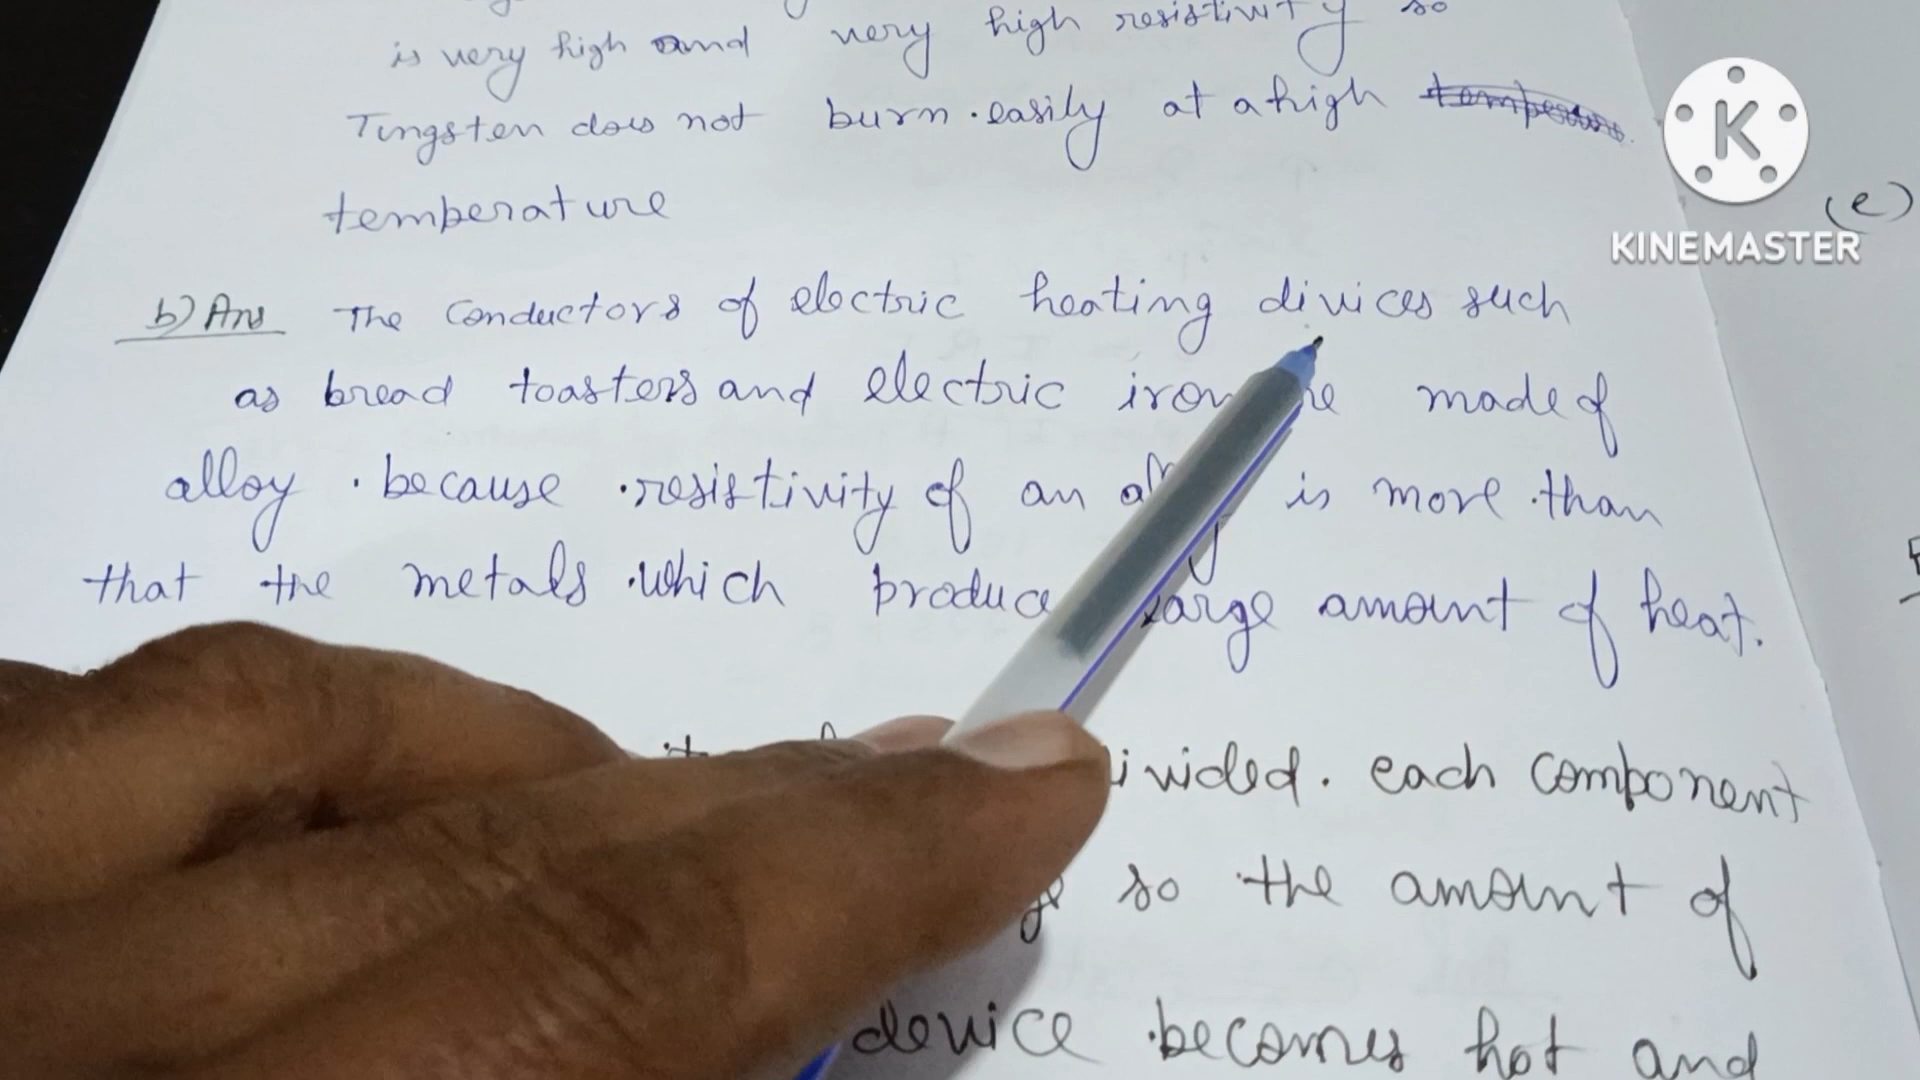 is very high and very high resistivity so
Tungsten does not burn.easily at a high
temperature
b) Ans The conductors of electric heating divices such
as bread toasters and electric iron made of
alloy . because .resistivity of an is more .than
that the metals .which produce large amount of heat.
divided. each component
so the amount of
device .becomes hot and
(e)
KINEMASTER